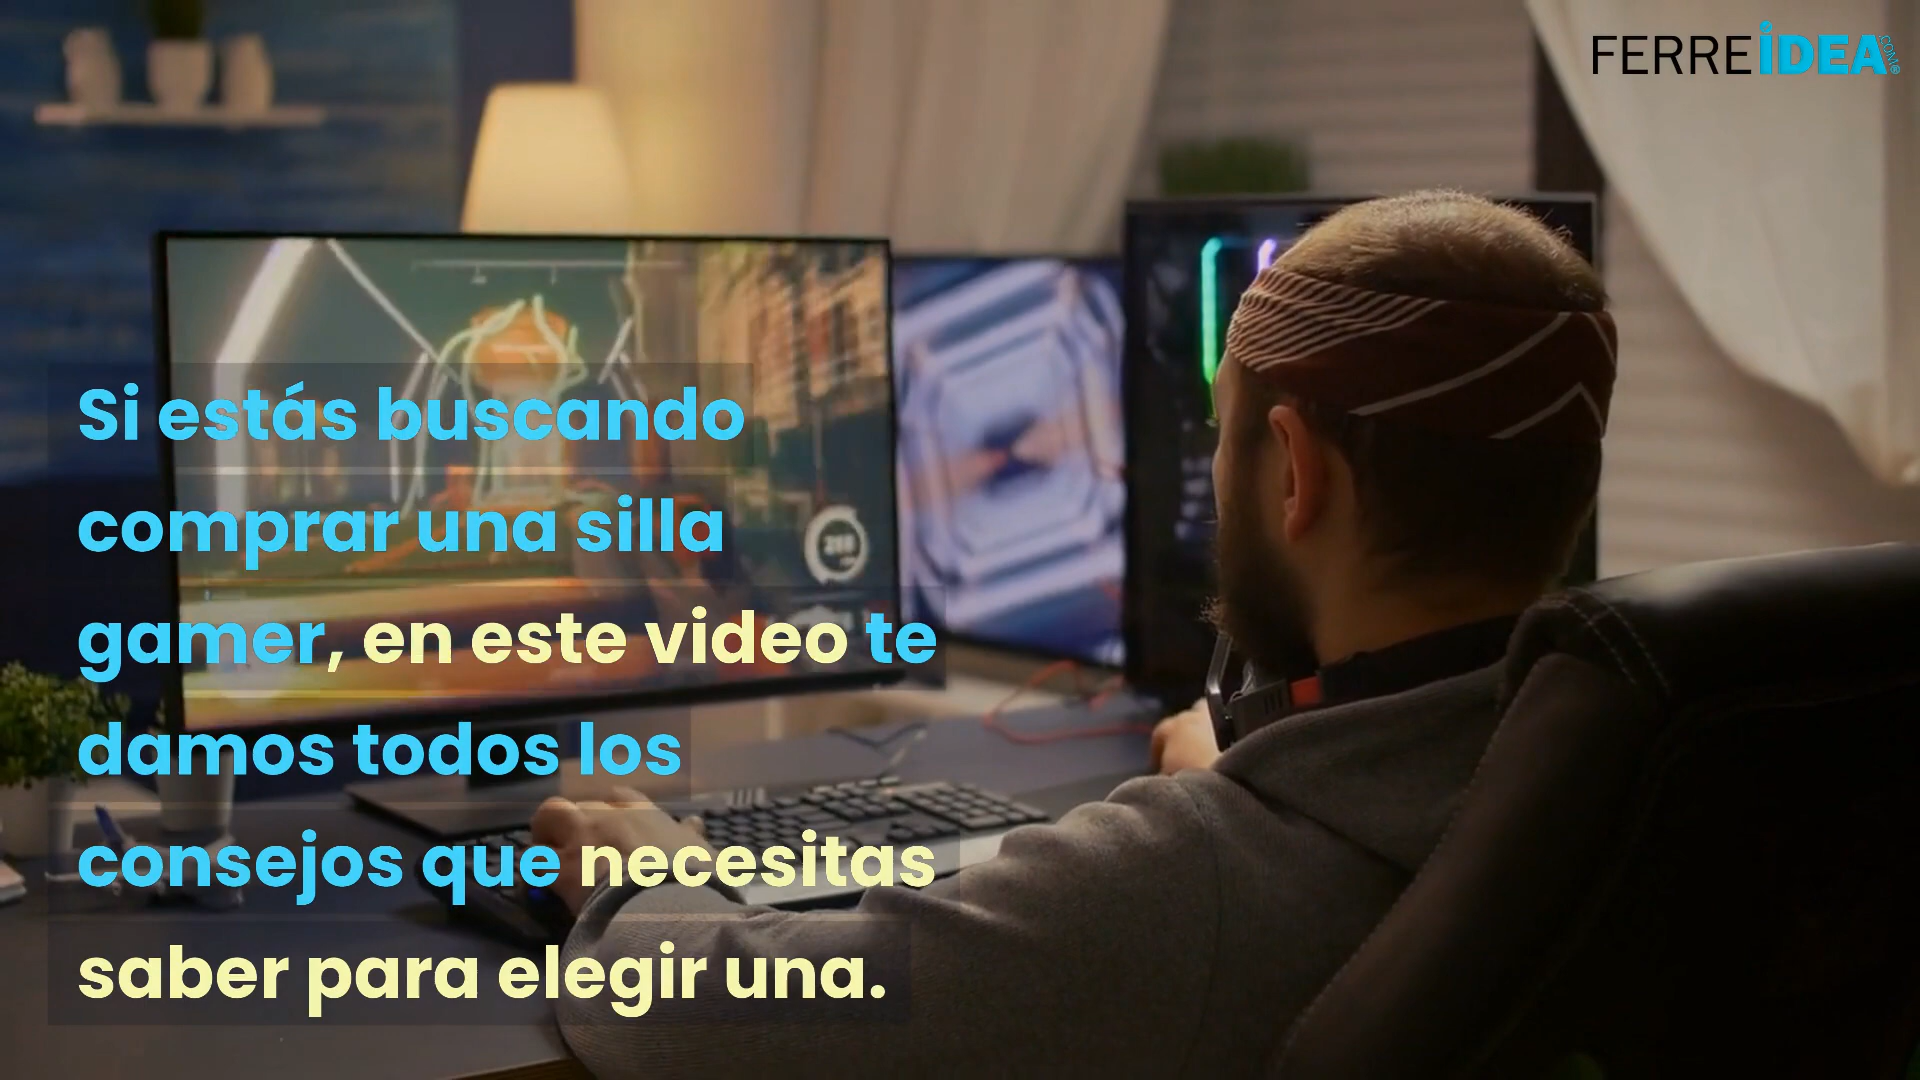 FERREiDEA.COM®
Si estás buscando
comprar una silla
gamer, en este video te
damos todos los
consejos que necesitas
saber para elegir una.